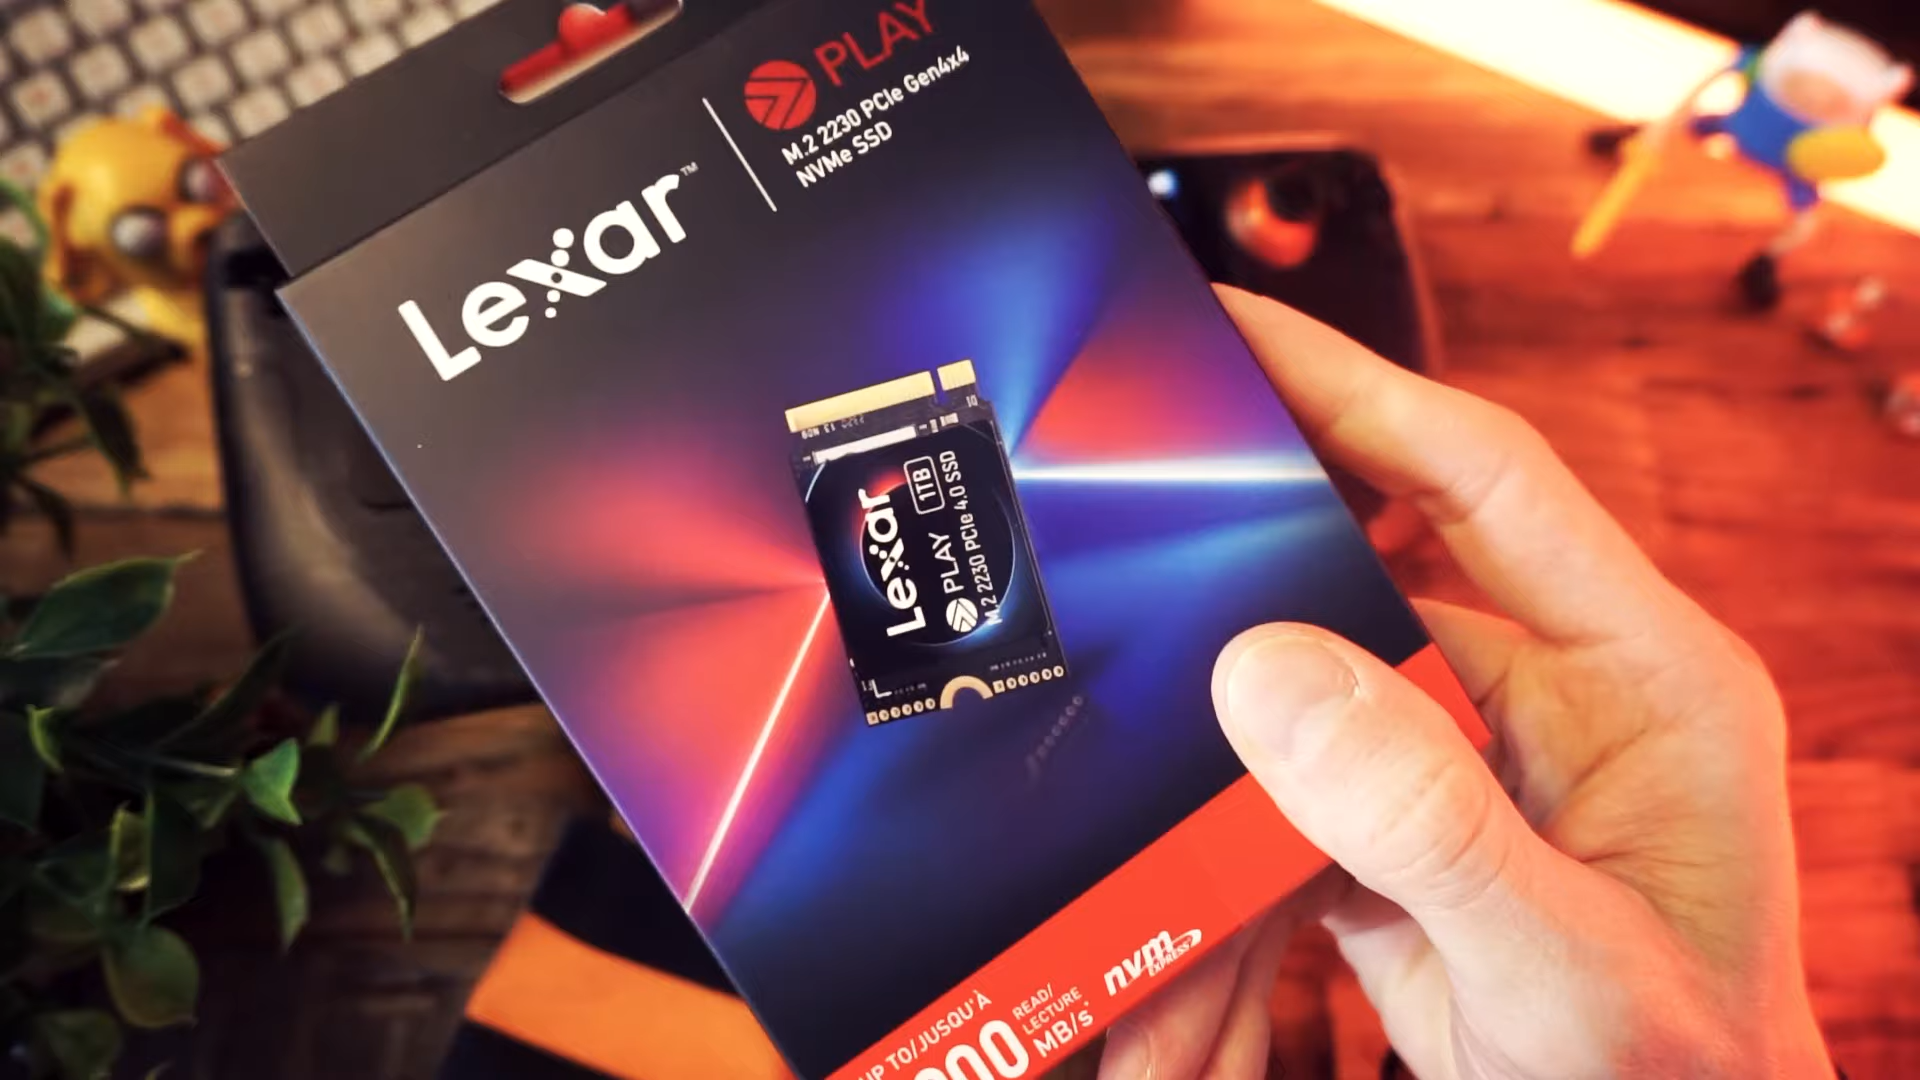 PLAY
M.2 2230 PCIe Gen4x4
NVMe SSD
Lexar™
Lexar
PLAY
1TB
M.2 2230 PCIe 4.0 SSD
UP TO/JUSQU'À
READ/
LECTURE
MB/s
nvm
EXPRESS